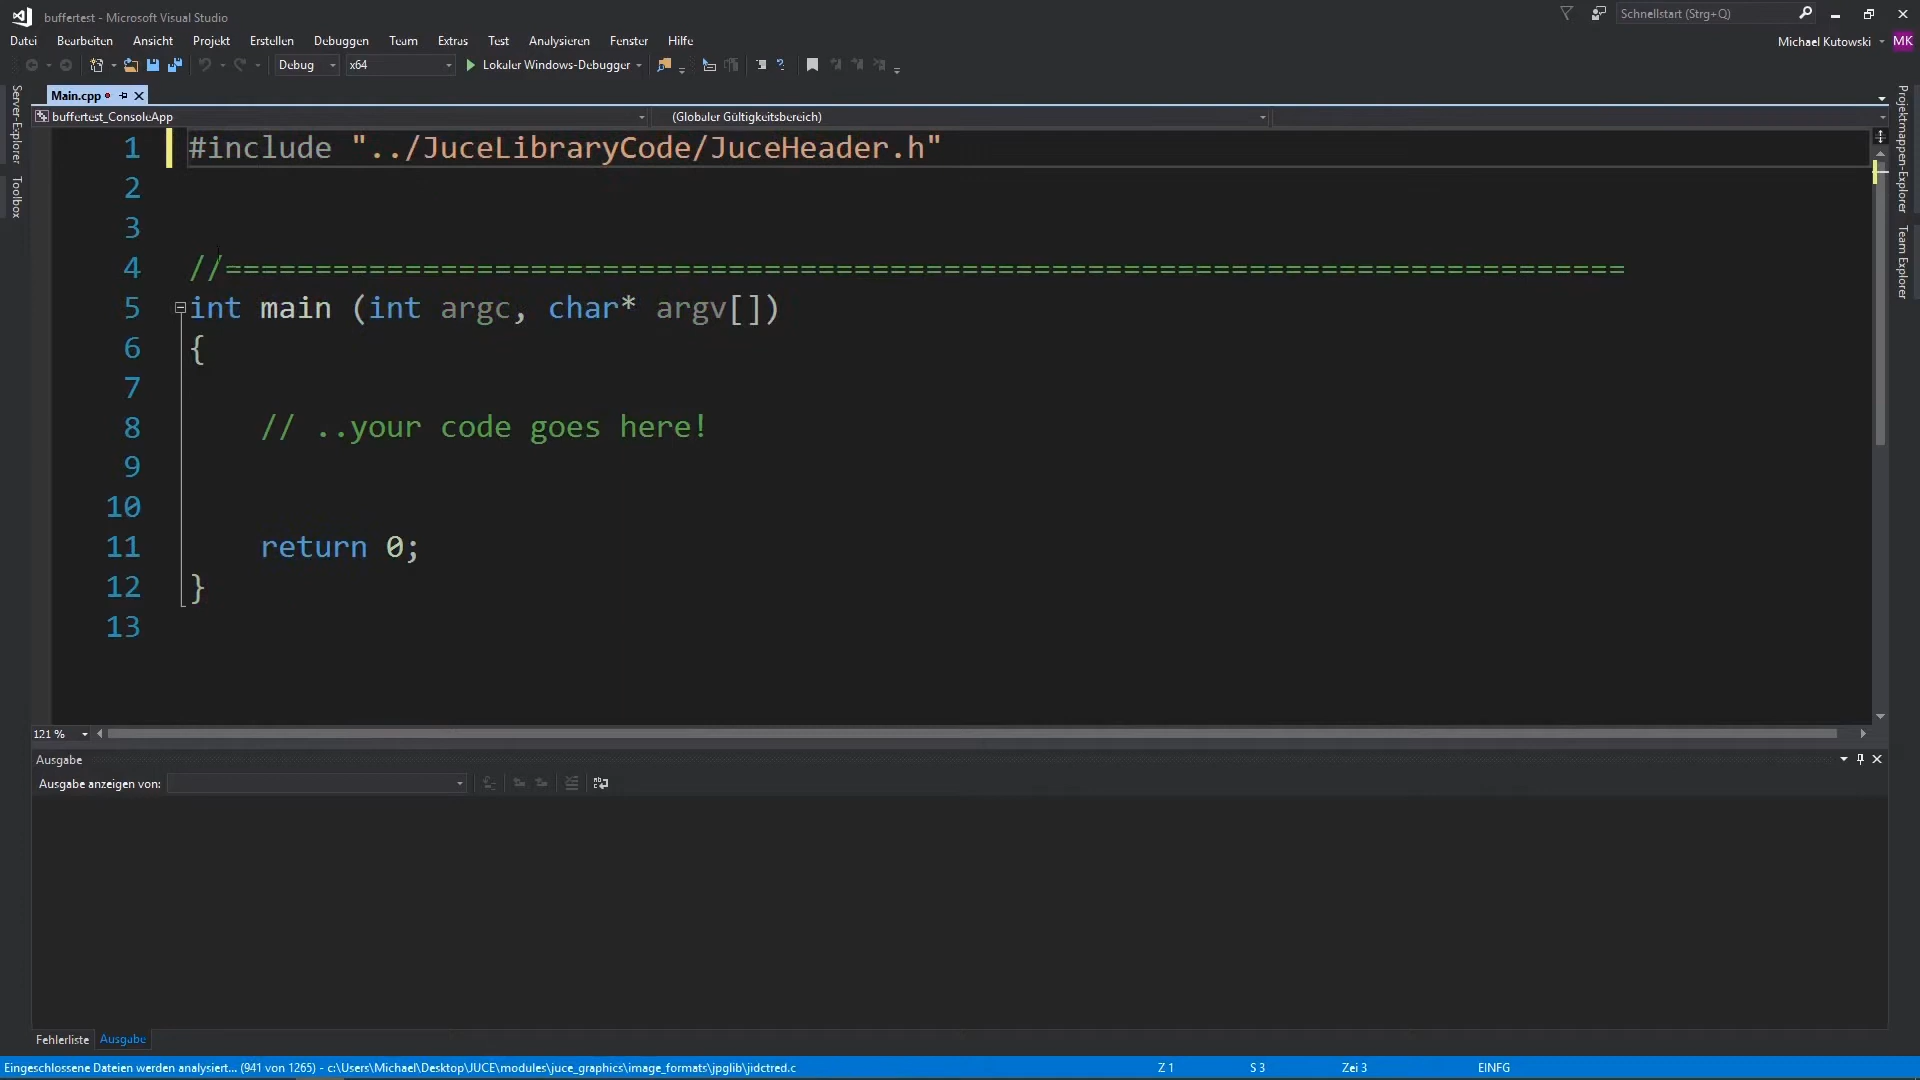 buffertest - Microsoft Visual Studio
Schnellstart (Strg+Q)
Datei Bearbeiten Ansicht Projekt Erstellen Debuggen Team Extras Test Analysieren Fenster Hilfe
Michael Kutowski MK
Debug x64 Lokaler Windows-Debugger
Server-Explorer
Toolbox
Main.cpp
buffertest_ConsoleApp (Globaler Gültigkeitsbereich)
1 #include "../JuceLibraryCode/JuceHeader.h"
2
3
4 //==============================================================================
5 int main (int argc, char* argv[])
6 {
7
8 // ..your code goes here!
9
10
11 return 0;
12 }
13
Projektmappen-Explorer
Team Explorer
121 %
Ausgabe
Ausgabe anzeigen von:
Fehlerliste Ausgabe
Eingeschlossene Dateien werden analysiert... (941 von 1265) - c:\Users\Michael\Desktop\JUCE\modules\juce_graphics\image_formats\jpglib\jidctred.c Z 1 S 3 Zei 3 EINFG